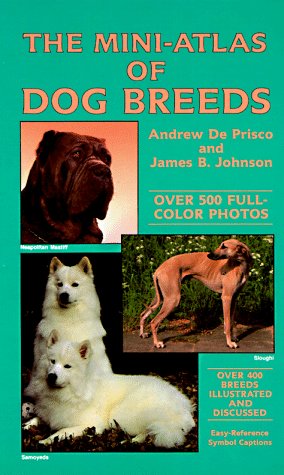 THE MINI-ATLAS
OF
DOG BREEDS
Andrew De Prisco
and
James B. Johnson
OVER 500 FULL-
COLOR PHOTOS
Neapolitan Mastiff
Sloughi
Samoyeds
OVER 400
BREEDS
ILLUSTRATED
AND
DISCUSSED
Easy-Reference
Symbol Captions